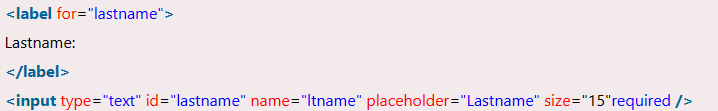 <label for="lastname">
Lastname:
</label>
<input type="text" id="lastname" name="ltname" placeholder="Lastname" size="15"required />